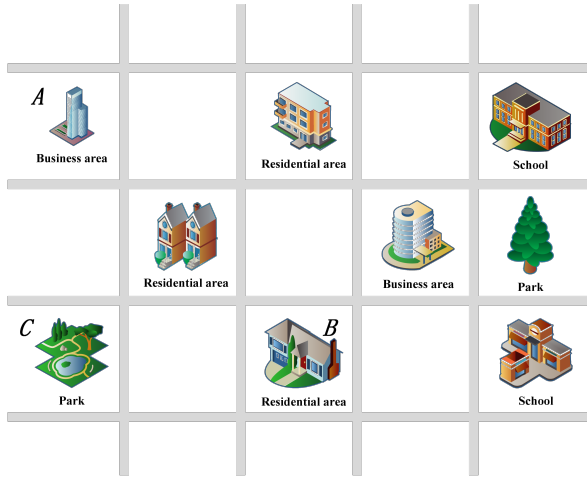 A
Business area
Residential area
School
Residential area
Business area
Park
C
B
Park
Residential area
School